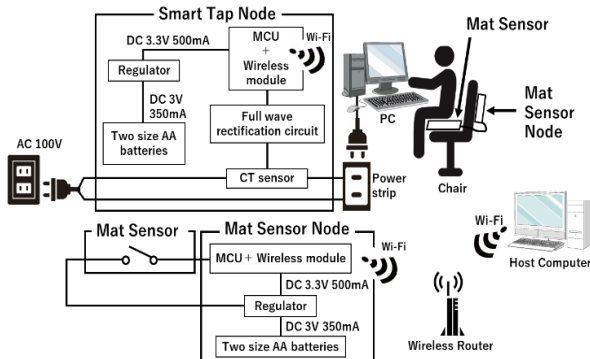 Smart Tap Node
DC 3.3V 500mA
MCU
+
Wireless
module
Wi-Fi
Regulator
DC 3V
350mA
Full wave
rectification circuit
Two size AA
batteries
AC 100V
CT sensor
Power
strip
PC
Mat Sensor
Mat
Sensor
Node
Chair
Mat Sensor
Mat Sensor Node
MCU + Wireless module
Wi-Fi
DC 3.3V 500mA
Regulator
DC 3V 350mA
Two size AA batteries
Wi-Fi
Host Computer
Wireless Router